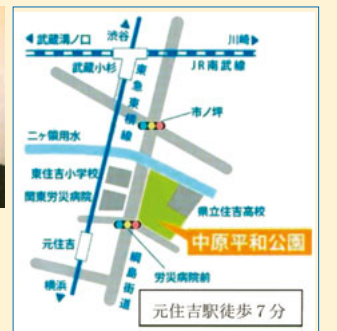 渋谷
武蔵溝ノ口
川崎
武蔵小杉
JR南武線
東急東横線
市ノ坪
二ヶ領用水
東住吉小学校
関東労災病院
県立住吉高校
中原平和公園
元住吉
綱島街道
労災病院前
横浜
元住吉駅徒歩7分